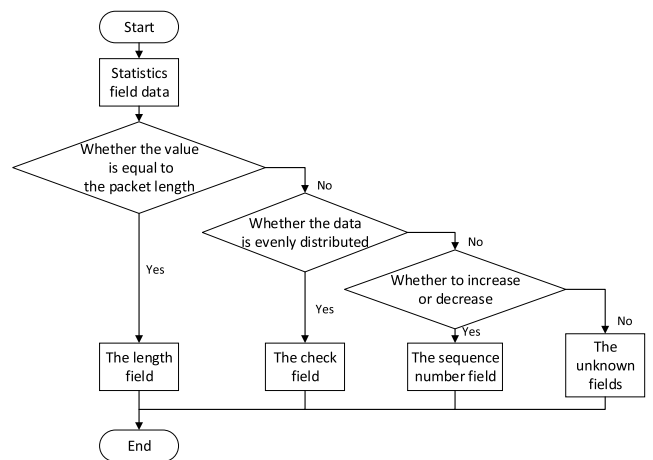 Start
Statistics
field data
Whether the value
is equal to
the packet length
No
Whether the data
is evenly distributed
No
Whether to increase
or decrease
Yes
Yes
Yes
No
The length
field
The check
field
The sequence
number field
The
unknown
fields
End